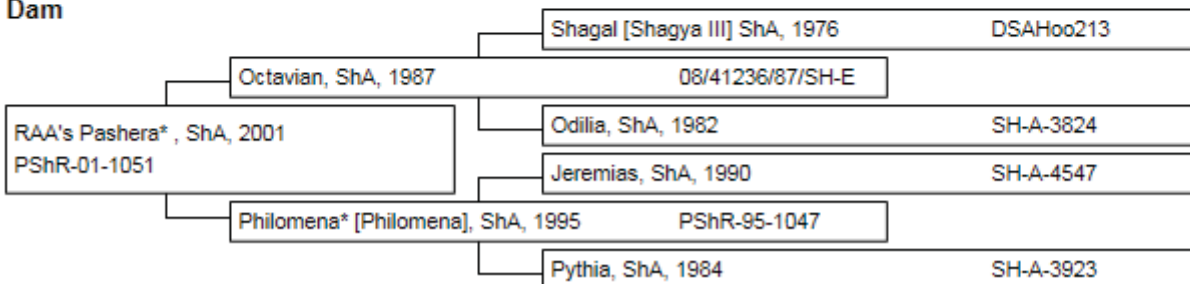 Dam
Shagal [Shagya III] ShA, 1976 DSAHoo213
Octavian, ShA, 1987 08/41236/87/SH-E
Odilia, ShA, 1982 SH-A-3824
RAA's Pashera* , ShA, 2001
PShR-01-1051
Jeremias, ShA, 1990 SH-A-4547
Philomena* [Philomena], ShA, 1995 PShR-95-1047
Pythia, ShA, 1984 SH-A-3923